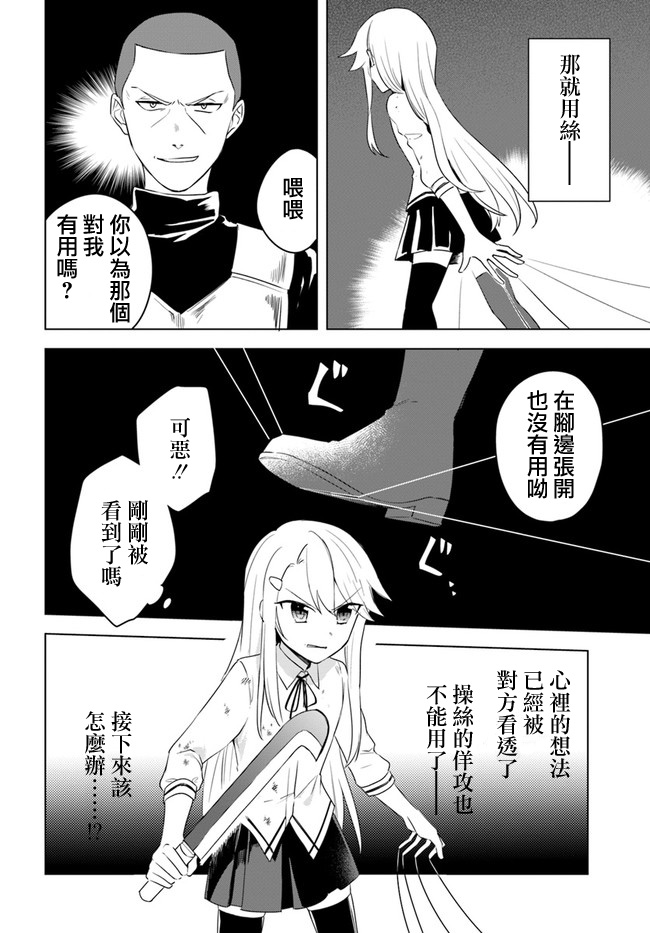 那就用絲──
喂喂
你以為那個
對我
有用嗎？
在腳邊張開
也沒有用呦
ぐ
ぐ
可惡!!
剛剛被
看到了嗎
心裡的想法
已經被
對方看透了
操絲的佯攻也
不能用了──
接下來該
怎麼辦……!?